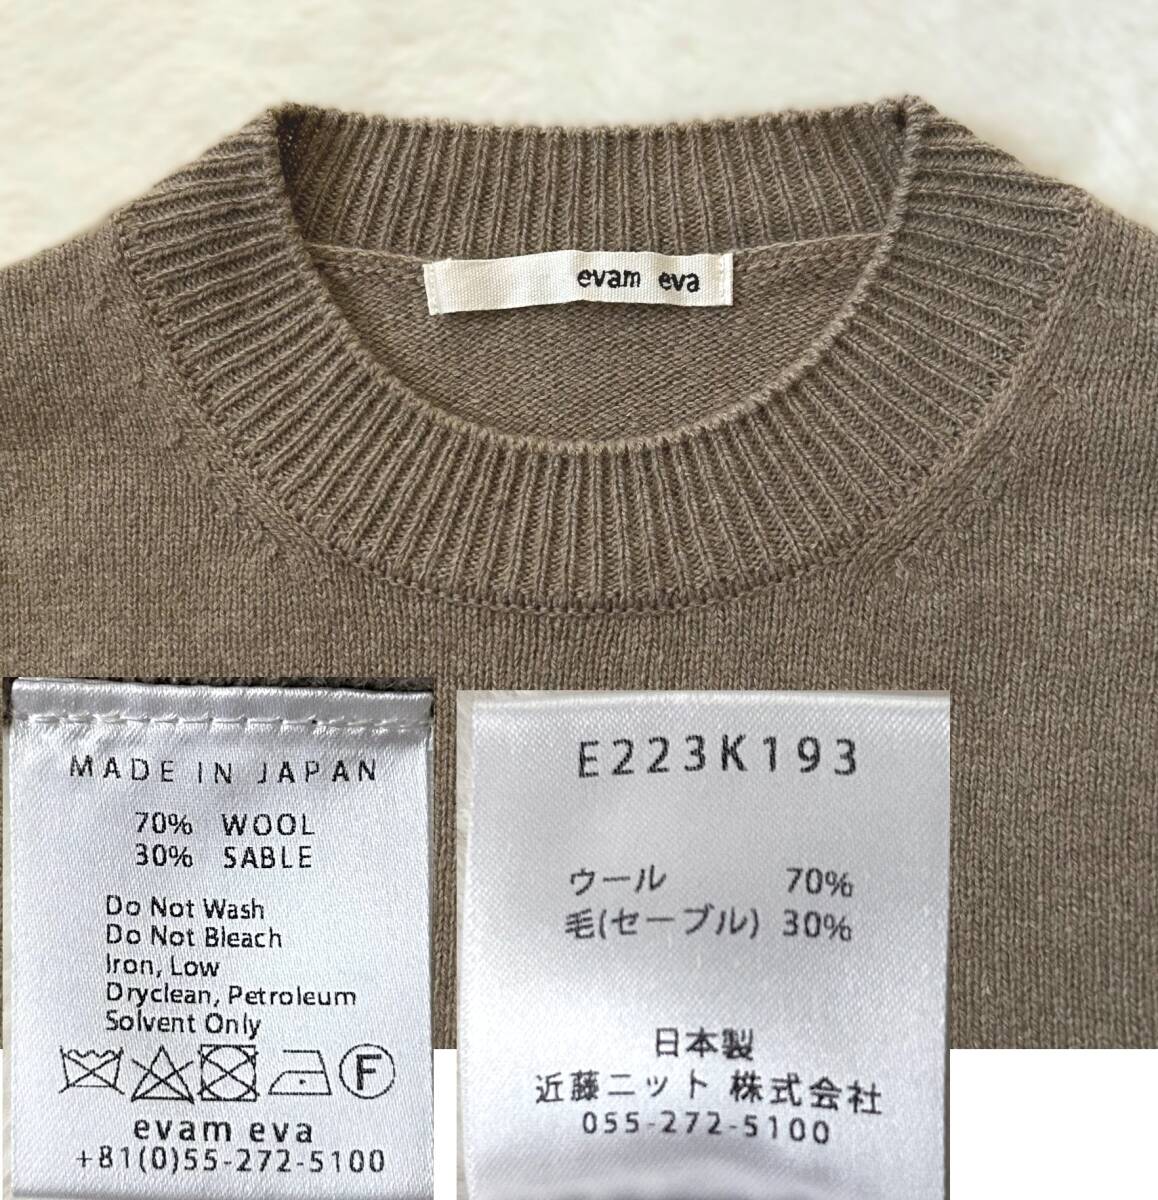 evam eva
MADE IN JAPAN
70% WOOL
30% SABLE
Do Not Wash
Do Not Bleach
Iron, Low
Dryclean, Petroleum
Solvent Only
F
evam eva
+81(0)55-272-5100
E223K193
ウール 70%
毛(セーブル) 30%
日本製
近藤ニット 株式会社
055-272-5100